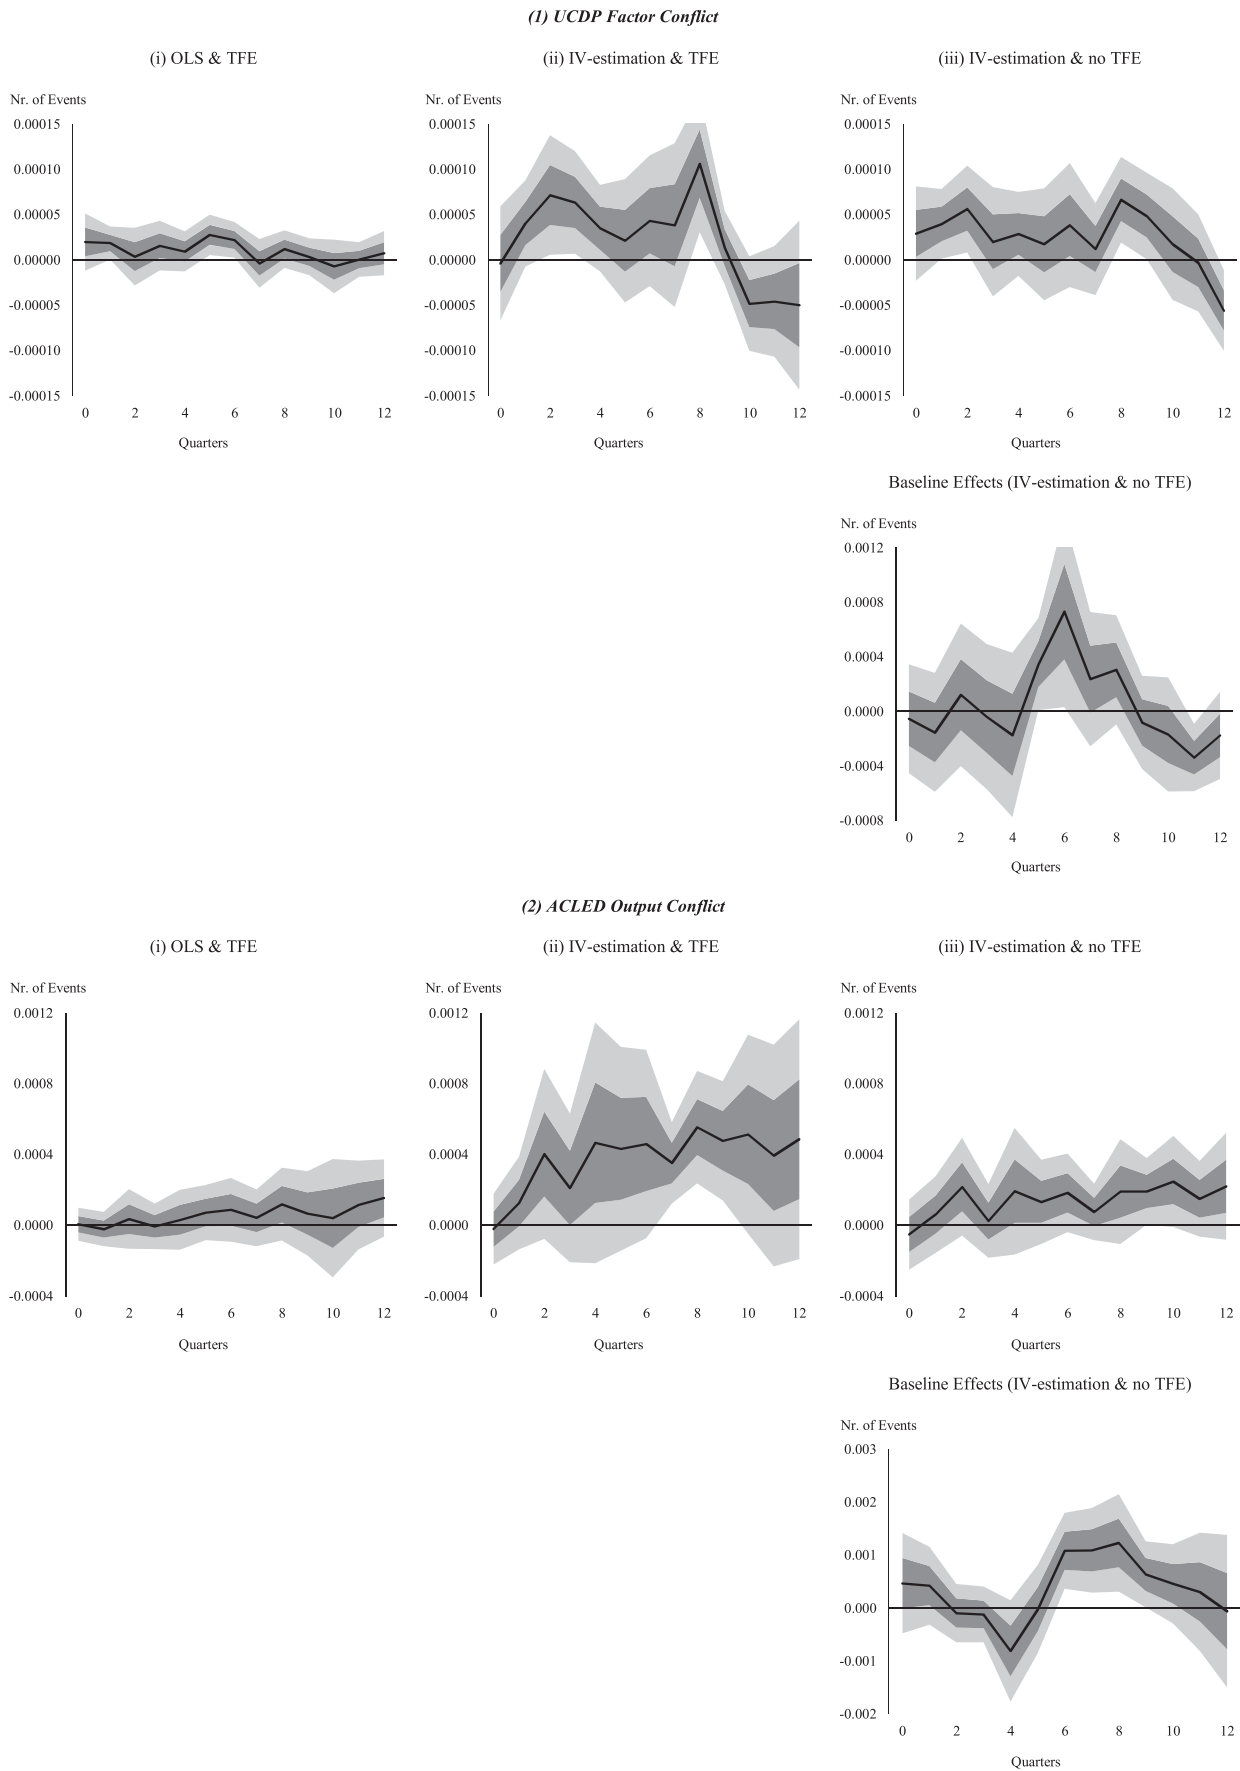 (1) UCDP Factor Conflict
(i) OLS & TFE
(ii) IV-estimation & TFE
(iii) IV-estimation & no TFE
Nr. of Events
0.00015
0.00010
0.00005
0.00000
-0.00005
-0.00010
-0.00015
0 2 4 6 8 10 12
Quarters
Nr. of Events
0.00015
0.00010
0.00005
0.00000
-0.00005
-0.00010
-0.00015
0 2 4 6 8 10 12
Quarters
Nr. of Events
0.00015
0.00010
0.00005
0.00000
-0.00005
-0.00010
-0.00015
0 2 4 6 8 10 12
Quarters
Baseline Effects (IV-estimation & no TFE)
Nr. of Events
0.0012
0.0008
0.0004
0.0000
-0.0004
-0.0008
0 2 4 6 8 10 12
Quarters
(2) ACLED Output Conflict
(i) OLS & TFE
(ii) IV-estimation & TFE
(iii) IV-estimation & no TFE
Nr. of Events
0.0012
0.0008
0.0004
0.0000
-0.0004
0 2 4 6 8 10 12
Quarters
Nr. of Events
0.0012
0.0008
0.0004
0.0000
-0.0004
0 2 4 6 8 10 12
Quarters
Nr. of Events
0.0012
0.0008
0.0004
0.0000
-0.0004
0 2 4 6 8 10 12
Quarters
Baseline Effects (IV-estimation & no TFE)
Nr. of Events
0.003
0.002
0.001
0.000
-0.001
-0.002
0 2 4 6 8 10 12
Quarters